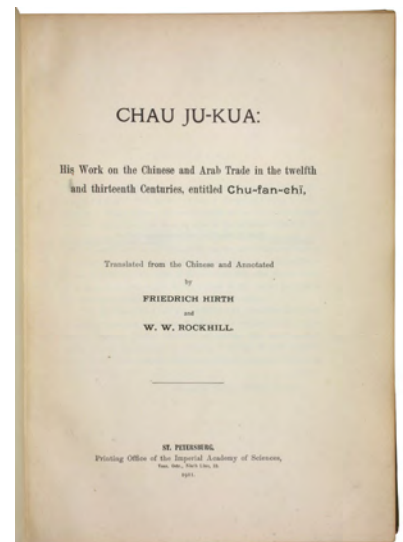 CHAU JU-KUA:
His Work on the Chinese and Arab Trade in the twelfth
and thirteenth Centuries, entitled Chu-fan-chï,
Translated from the Chinese and Annotated
by
FRIEDRICH HIRTH
and
W. W. ROCKHILL.
ST. PETERSBURG,
Printing Office of the Imperial Academy of Sciences,
Line, 12.